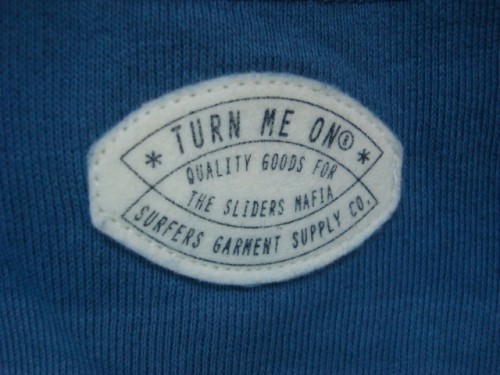 TURN ME ON®
* *
QUALITY GOODS FOR
THE SLIDERS MAFIA
SURFERS GARMENT SUPPLY CO.